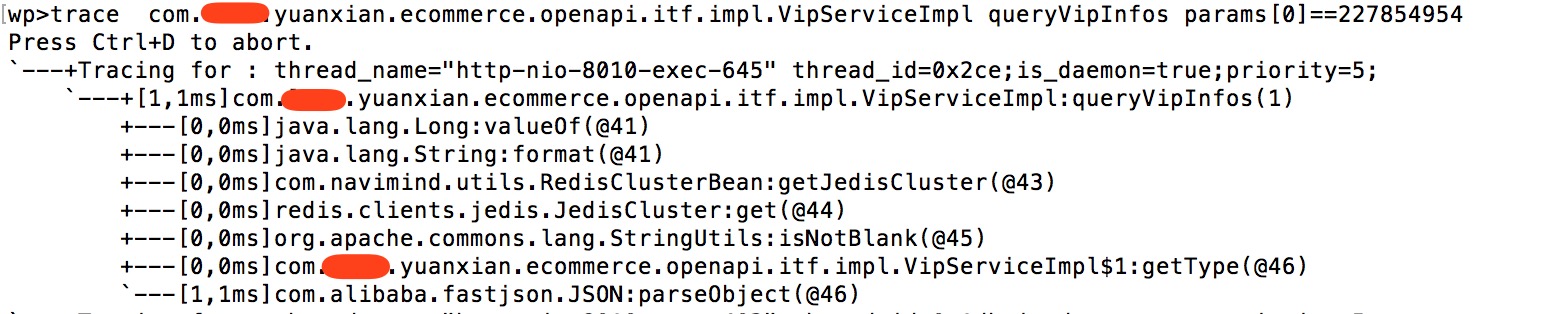 [wp>trace  com. .yuanxian.ecommerce.openapi.itf.impl.VipServiceImpl queryVipInfos params[0]==227854954
Press Ctrl+D to abort.
`---+Tracing for : thread_name="http-nio-8010-exec-645" thread_id=0x2ce;is_daemon=true;priority=5;
    `---+[1,1ms]com. .yuanxian.ecommerce.openapi.itf.impl.VipServiceImpl:queryVipInfos(1)
        +---[0,0ms]java.lang.Long:valueOf(@41)
        +---[0,0ms]java.lang.String:format(@41)
        +---[0,0ms]com.navimind.utils.RedisClusterBean:getJedisCluster(@43)
        +---[0,0ms]redis.clients.jedis.JedisCluster:get(@44)
        +---[0,0ms]org.apache.commons.lang.StringUtils:isNotBlank(@45)
        +---[0,0ms]com. .yuanxian.ecommerce.openapi.itf.impl.VipServiceImpl$1:getType(@46)
        `---[1,1ms]com.alibaba.fastjson.JSON:parseObject(@46)